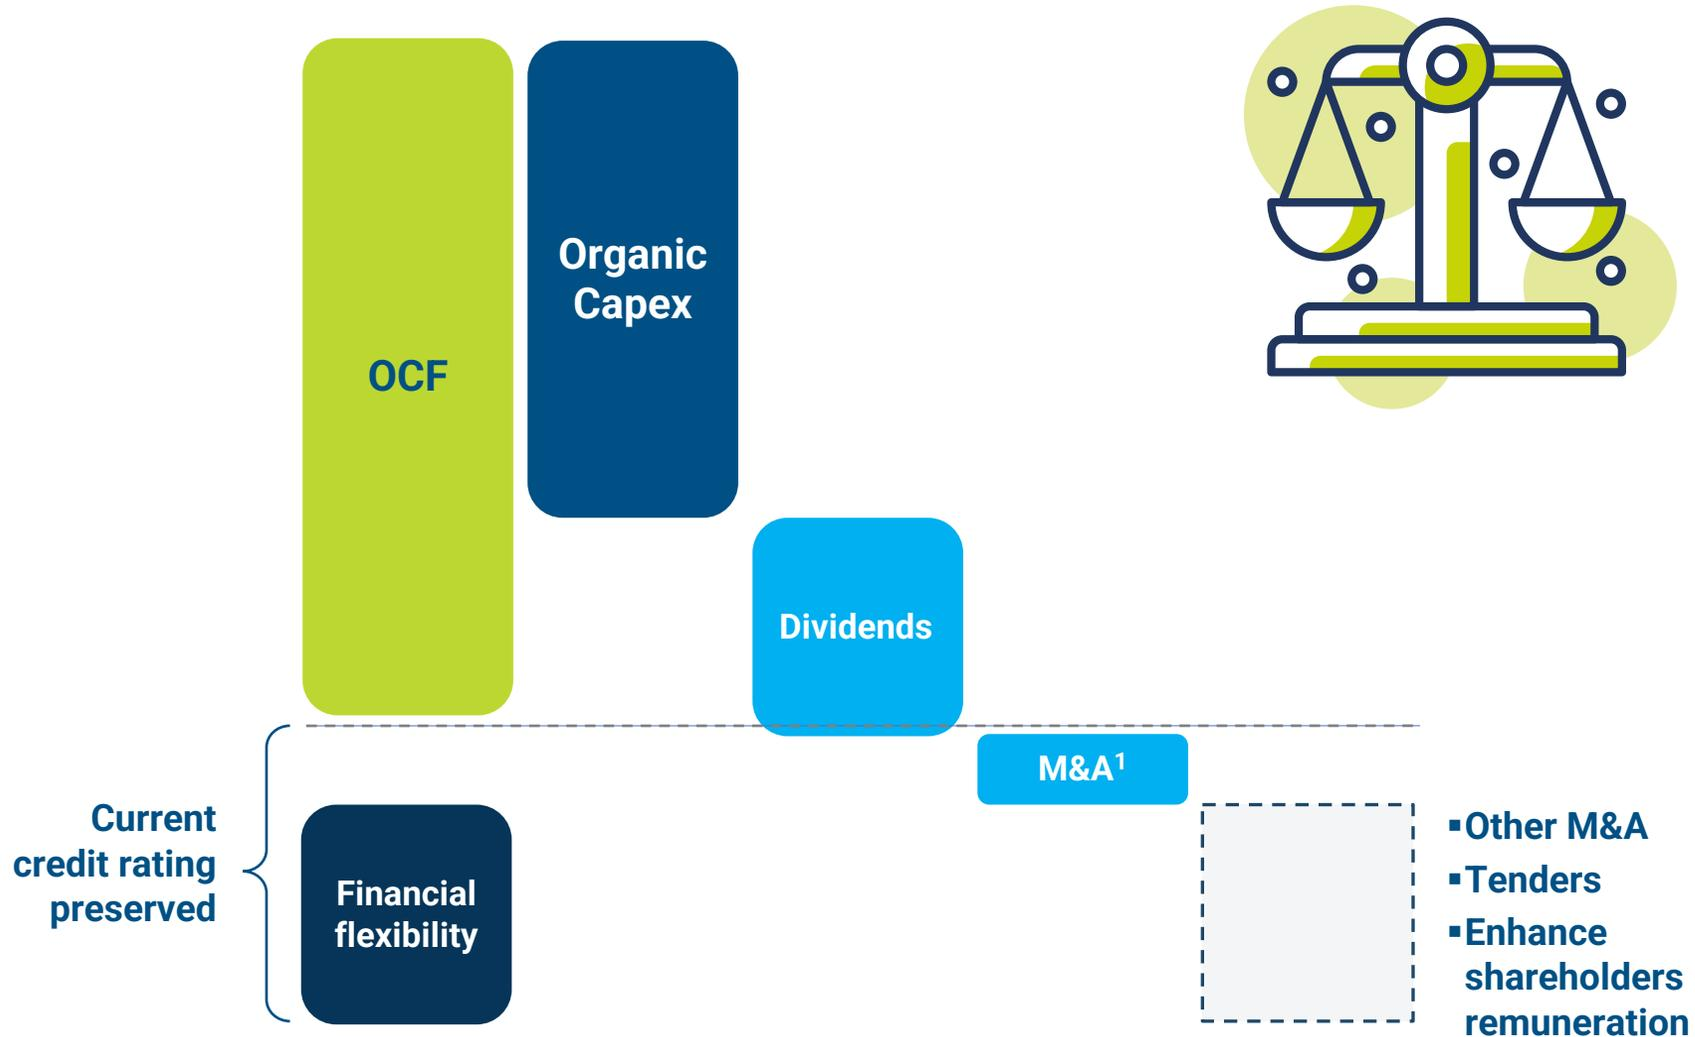 OCF
Organic
Capex
Dividends
M&A¹
Current
credit rating
preserved
Financial
flexibility
▪Other M&A
▪Tenders
▪Enhance
shareholders
remuneration